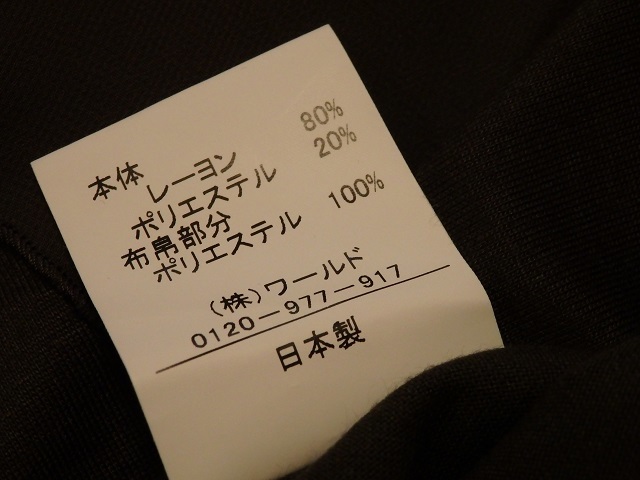 本体
レーヨン 80%
ポリエステル 20%
布帛部分
ポリエステル 100%
(株)ワールド
0120-977-917
日本製